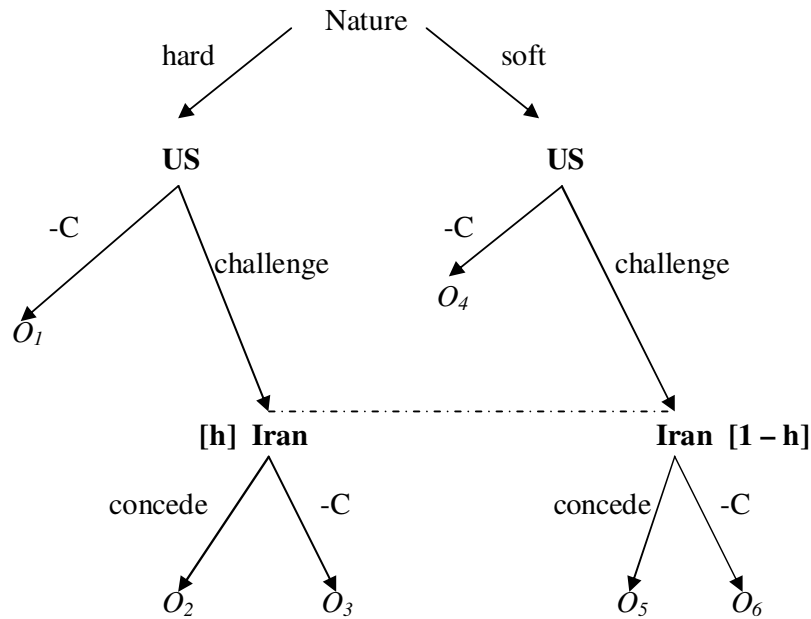 Nature
hard soft
US US
-C -C
challenge challenge
O4
O1
[h] Iran Iran [1 – h]
concede -C concede -C
O2 O3 O5 O6